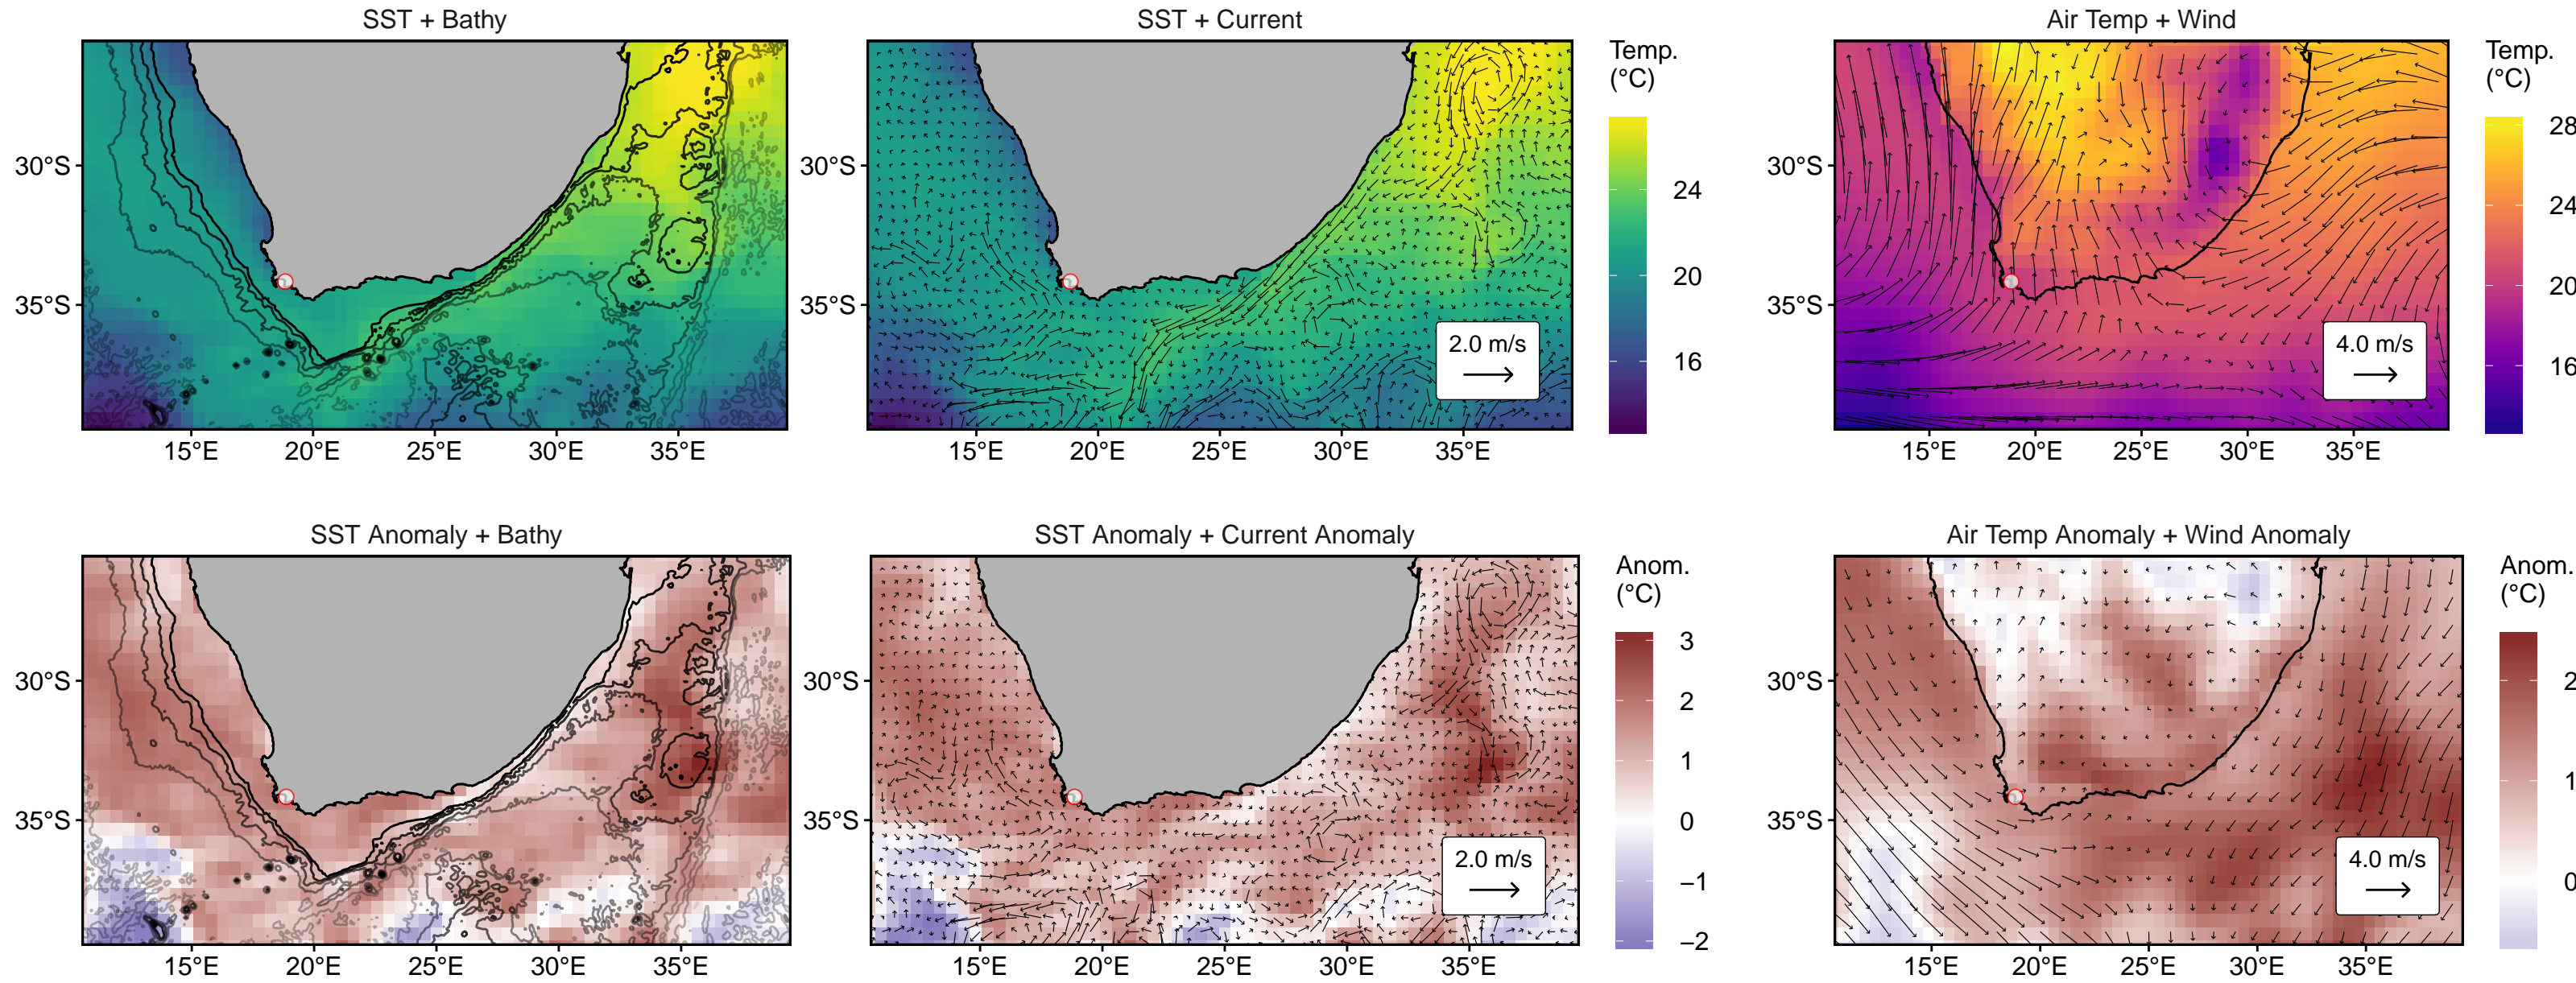 SST + Bathy
SST + Current
Air Temp + Wind
30°S
35°S
15°E 20°E 25°E 30°E 35°E
30°S
35°S
15°E 20°E 25°E 30°E 35°E
2.0 m/s
Temp.
(°C)
24
20
16
30°S
35°S
15°E 20°E 25°E 30°E 35°E
4.0 m/s
Temp.
(°C)
28
24
20
16
SST Anomaly + Bathy
SST Anomaly + Current Anomaly
Air Temp Anomaly + Wind Anomaly
30°S
35°S
15°E 20°E 25°E 30°E 35°E
30°S
35°S
15°E 20°E 25°E 30°E 35°E
2.0 m/s
Anom.
(°C)
3
2
1
0
−1
−2
30°S
35°S
15°E 20°E 25°E 30°E 35°E
4.0 m/s
Anom.
(°C)
2
1
0